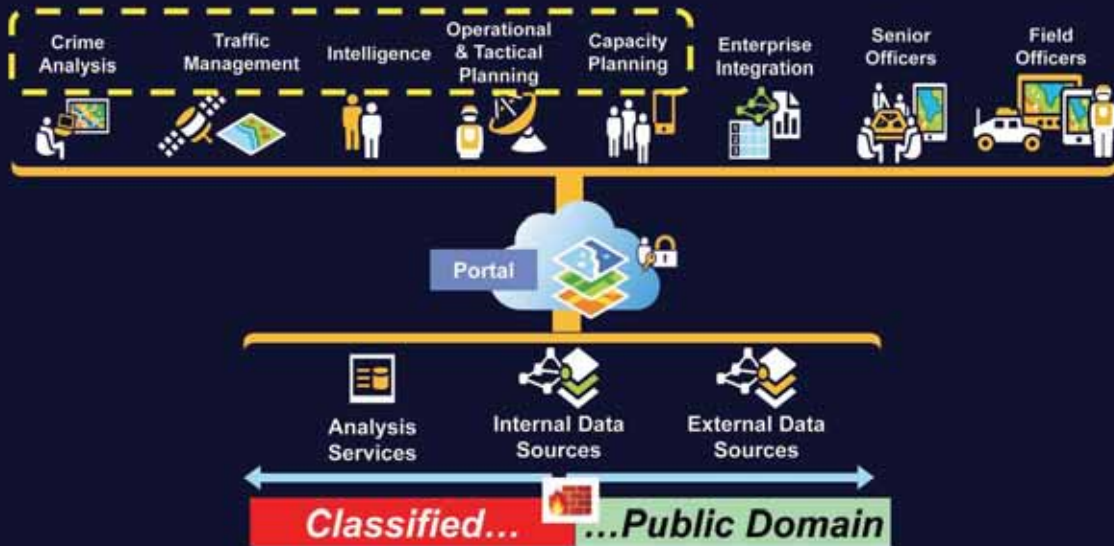 Crime
Analysis
Traffic
Management
Intelligence
Operational
& Tactical
Planning
Capacity
Planning
Enterprise
Integration
Senior
Officers
Field
Officers
Portal
Analysis
Services
Internal Data
Sources
External Data
Sources
Classified...
...Public Domain